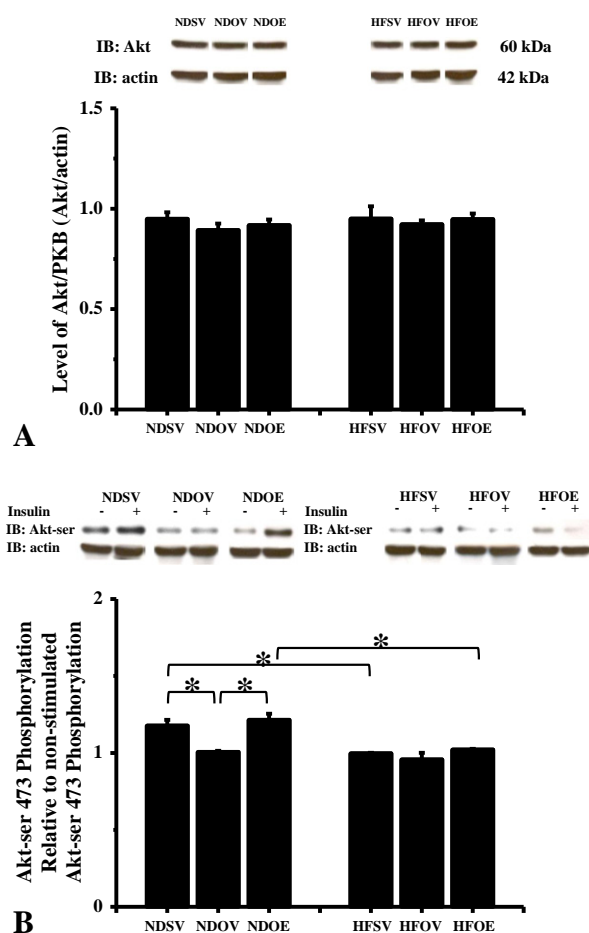 NDSV NDOV NDOE HFSV HFOV HFOE
IB: Akt 60 kDa
IB: actin 42 kDa
Level of Akt/PKB (Akt/actin)
1.5
1.0
0.5
0.0
NDSV NDOV NDOE HFSV HFOV HFOE
A
NDSV NDOV NDOE HFSV HFOV HFOE
Insulin - + - + - + Insulin - + - + - +
IB: Akt-ser IB: Akt-ser
IB: actin IB: actin
Akt-ser 473 Phosphorylation
Relative to non-stimulated
Akt-ser 473 Phosphorylation
2
*
*
* *
1
0
NDSV NDOV NDOE HFSV HFOV HFOE
B